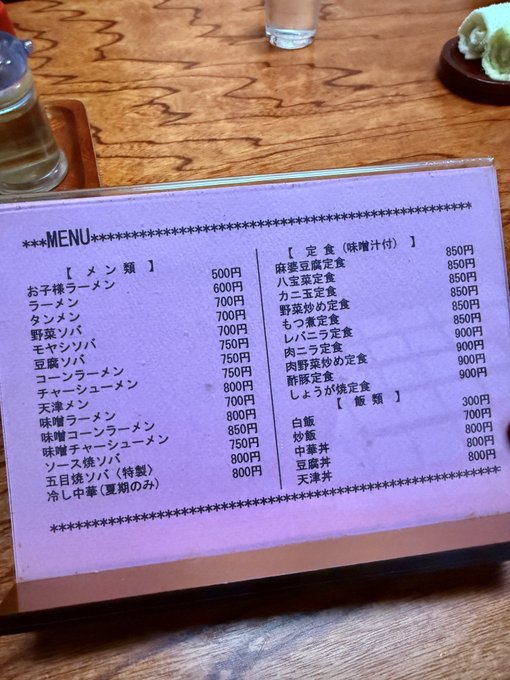 ***MENU****************************************
【 メン類 】
お子様ラーメン 500円
ラーメン 600円
タンメン 700円
野菜ソバ 700円
モヤシソバ 700円
豆腐ソバ 750円
コーンラーメン 750円
チャーシューメン 750円
天津メン 800円
味噌ラーメン 700円
味噌コーンラーメン 800円
味噌チャーシューメン 850円
ソース焼ソバ 750円
五目焼ソバ〈特製〉 800円
冷し中華(夏期のみ) 800円
【 定食(味噌汁付) 】
麻婆豆腐定食 850円
八宝菜定食 850円
カニ玉定食 850円
野菜炒め定食 850円
もつ煮定食 850円
レバニラ定食 850円
肉ニラ定食 900円
肉野菜炒め定食 900円
酢豚定食 900円
しょうが焼定食 900円
【 飯類 】
白飯 300円
炒飯 700円
中華丼 800円
豆腐丼 800円
天津丼 800円
***********************************************